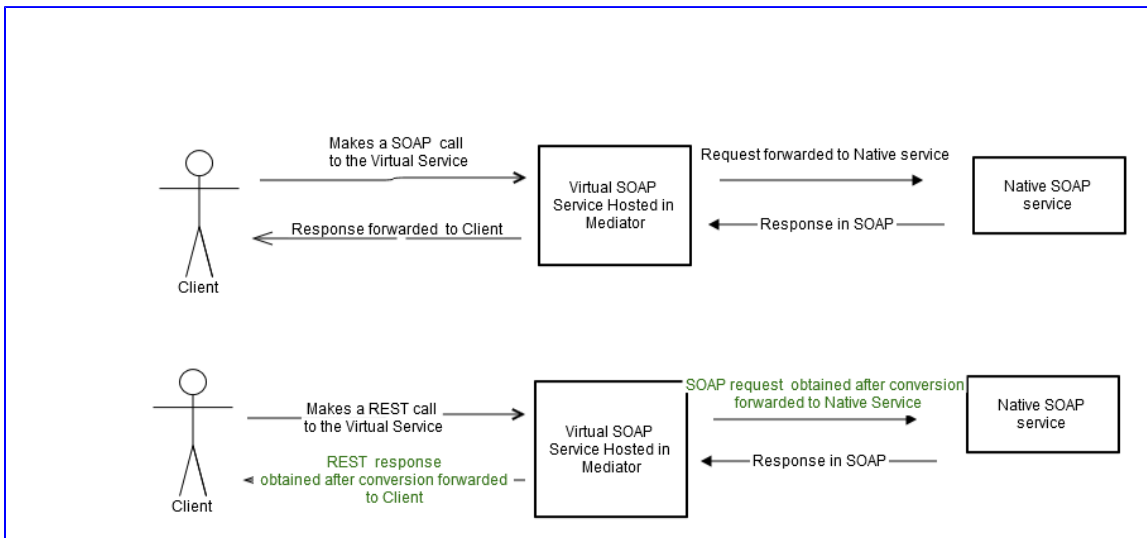 Makes a SOAP call
to the Virtual Service
Request forwarded to Native service
Virtual SOAP
Service Hosted in
Mediator
Native SOAP
service
Response forwarded to Client
Response in SOAP
Client
SOAP request obtained after conversion
forwarded to Native Service
Makes a REST call
to the Virtual Service
Virtual SOAP
Service Hosted in
Mediator
Native SOAP
service
REST response
obtained after conversion forwarded
to Client
Response in SOAP
Client